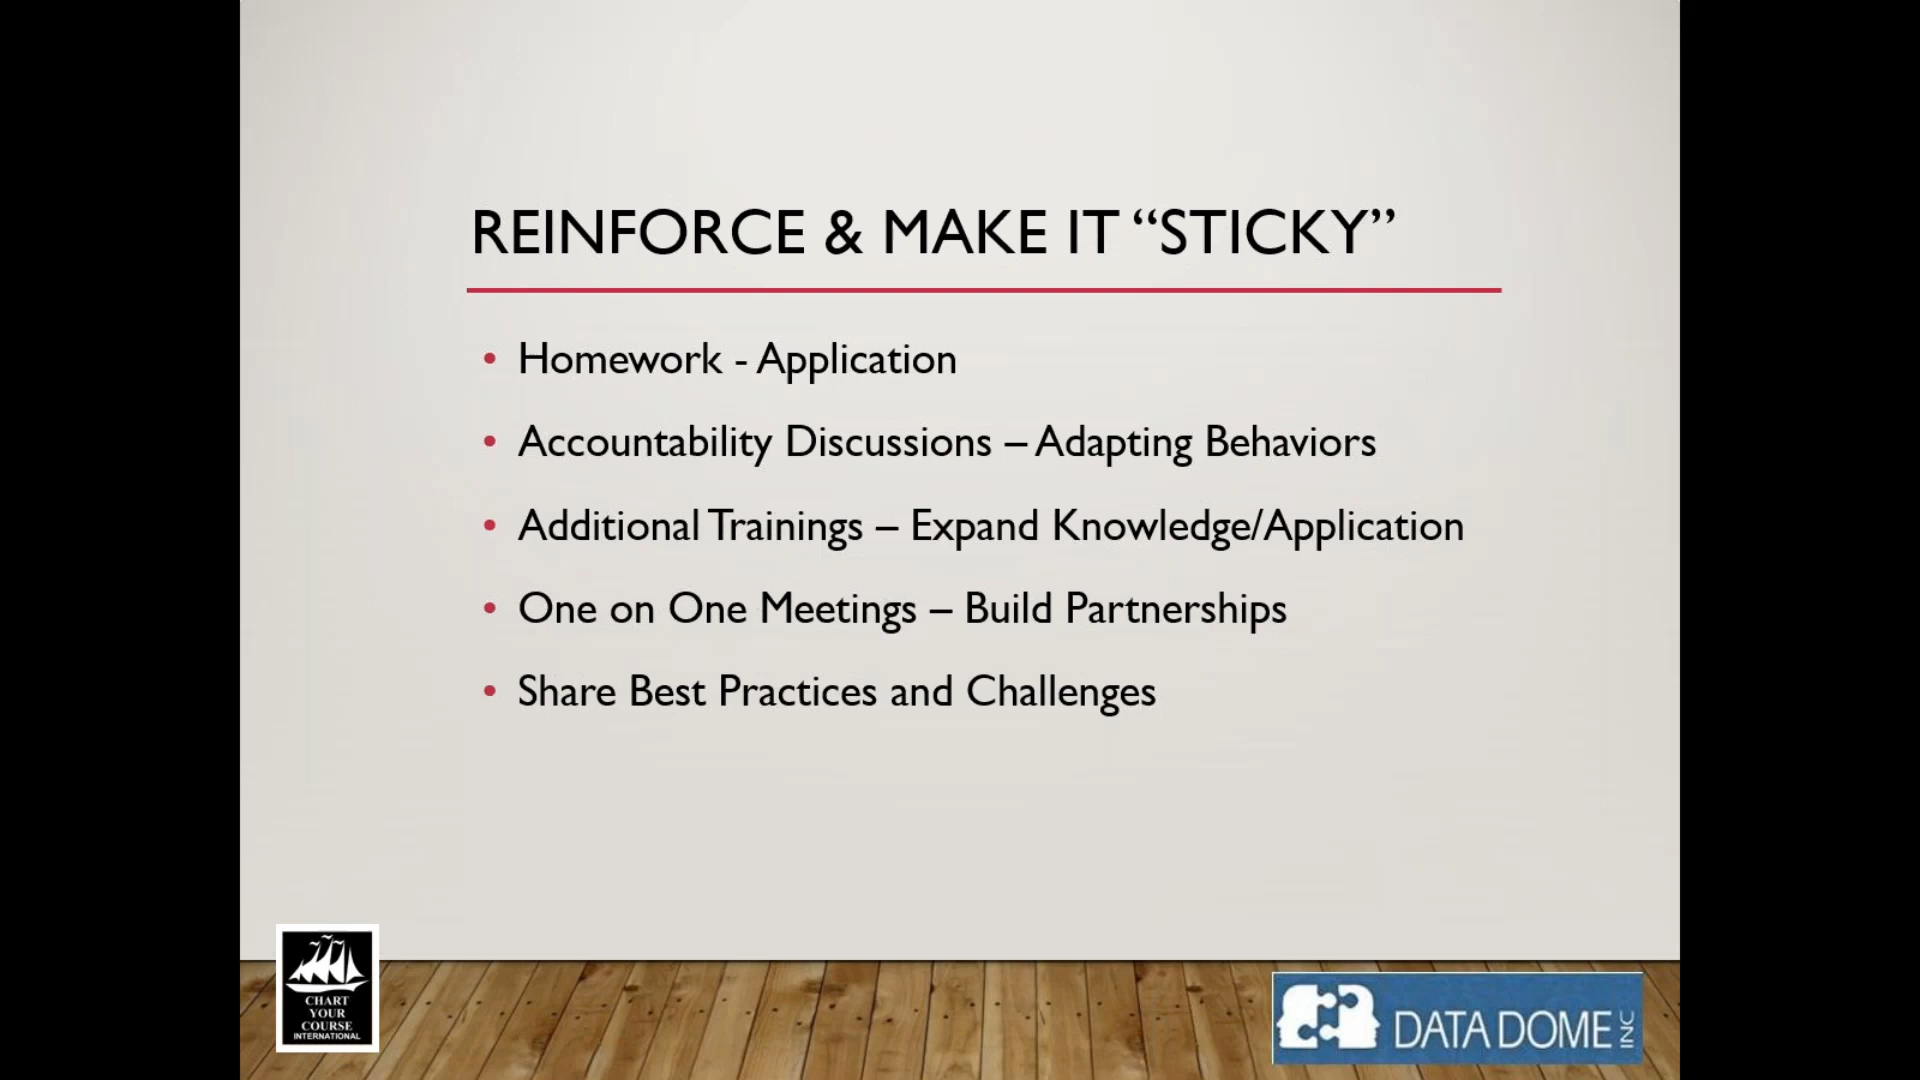 REINFORCE & MAKE IT “STICKY”
• Homework - Application
• Accountability Discussions – Adapting Behaviors
• Additional Trainings – Expand Knowledge/Application
• One on One Meetings – Build Partnerships
• Share Best Practices and Challenges
CHART
YOUR
COURSE
INTERNATIONAL
DATA DOME INC